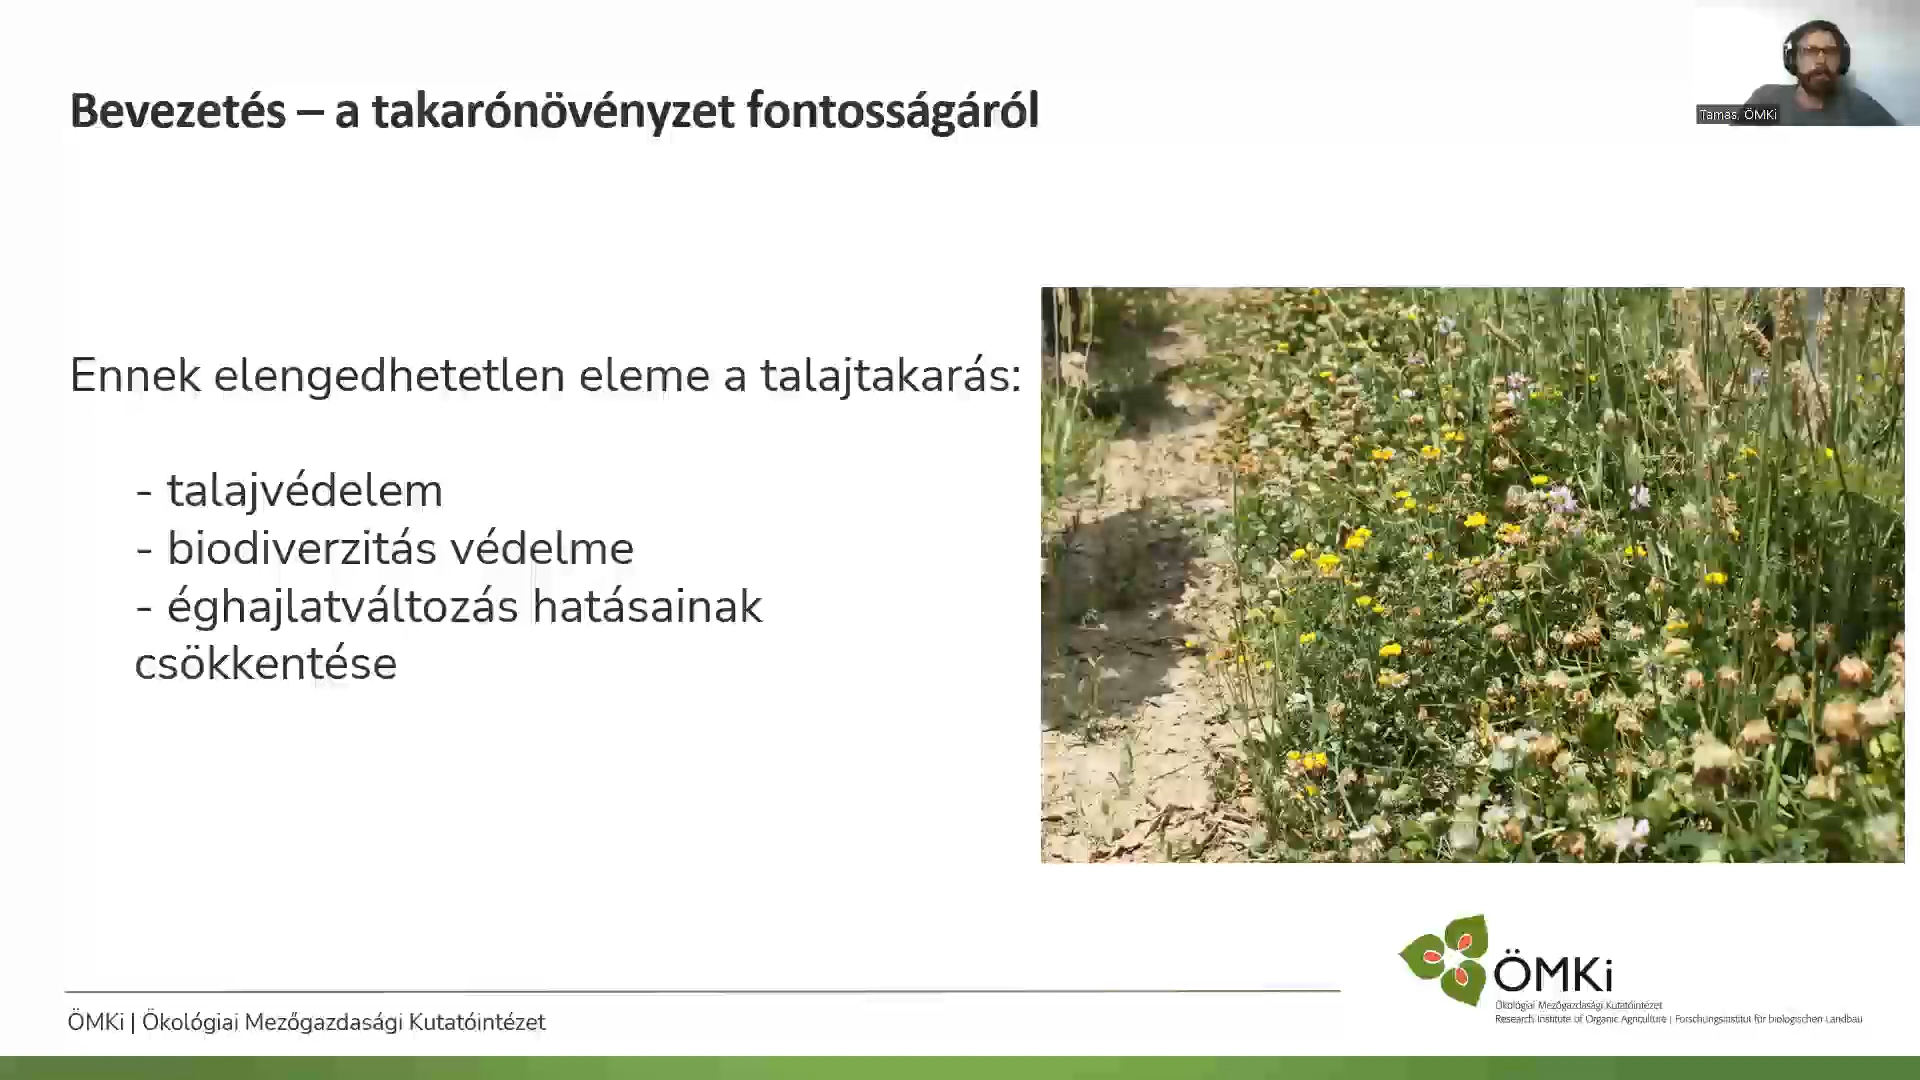 Bevezetés – a takarónövényzet fontosságáról
Tamás, ÖMKi
Ennek elengedhetetlen eleme a talajtakarás:
- talajvédelem
- biodiverzitás védelme
- éghajlatváltozás hatásainak
csökkentése
ÖMKi
Ökológiai Mezőgazdasági Kutatóintézet
Research Institute of Organic Agriculture | Forschungsinstitut für biologischen Landbau
ÖMKi | Ökológiai Mezőgazdasági Kutatóintézet